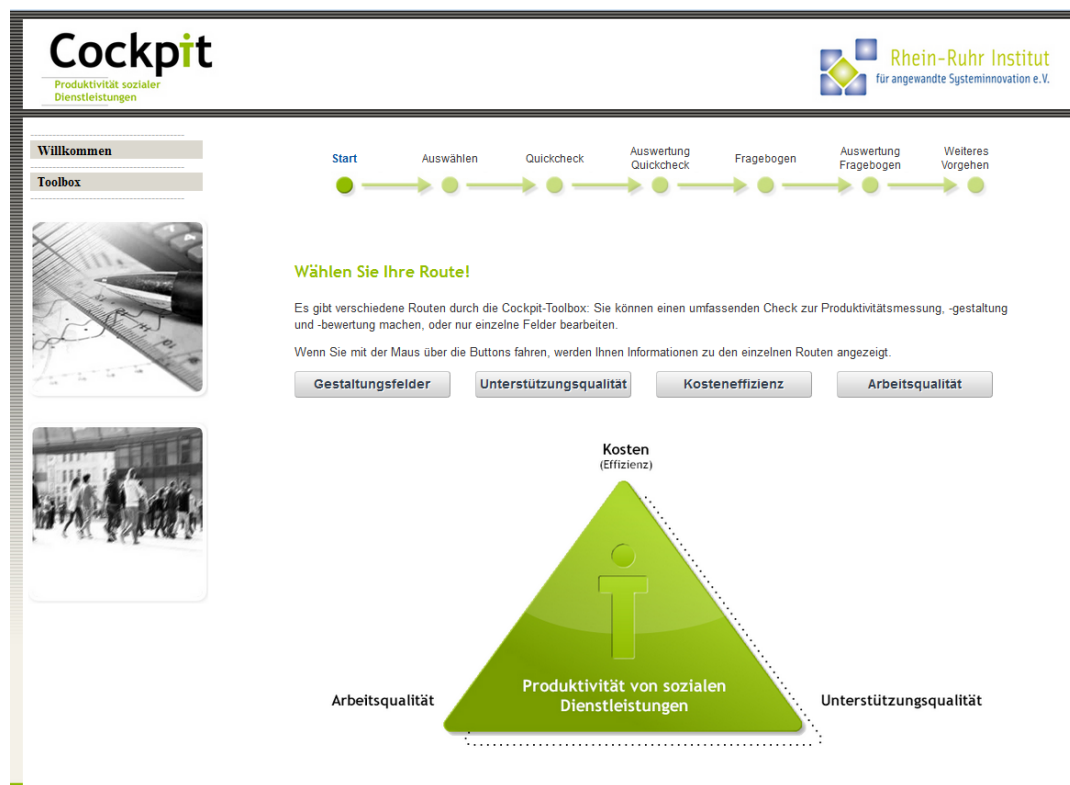 Cockpit
Produktivität sozialer
Dienstleistungen
Rhein-Ruhr Institut
für angewandte Systeminnovation e.V.
Willkommen
Toolbox
Start
Auswählen
Quickcheck
Auswertung
Quickcheck
Fragebogen
Auswertung
Fragebogen
Weiteres
Vorgehen
Wählen Sie Ihre Route!
Es gibt verschiedene Routen durch die Cockpit-Toolbox: Sie können einen umfassenden Check zur Produktivitätsmessung, -gestaltung
und -bewertung machen, oder nur einzelne Felder bearbeiten.
Wenn Sie mit der Maus über die Buttons fahren, werden Ihnen Informationen zu den einzelnen Routen angezeigt.
Gestaltungsfelder
Unterstützungsqualität
Kosteneffizienz
Arbeitsqualität
Kosten
(Effizienz)
i
Produktivität von sozialen
Dienstleistungen
Arbeitsqualität
Unterstützungsqualität